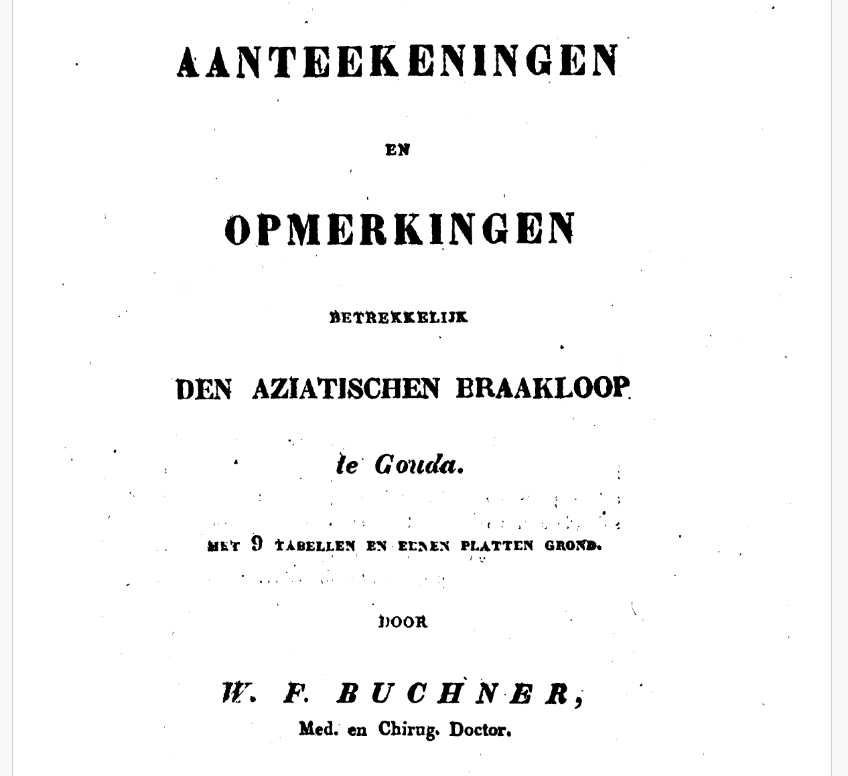 AANTEEKENINGEN
EN
OPMERKINGEN
BETREKKELIJK
DEN AZIATISCHEN BRAAKLOOP
te Gouda.
MET 9 TABELLEN EN EENEN PLATTEN GROND.
DOOR
W. F. BUCHNER,
Med. en Chirug. Doctor.